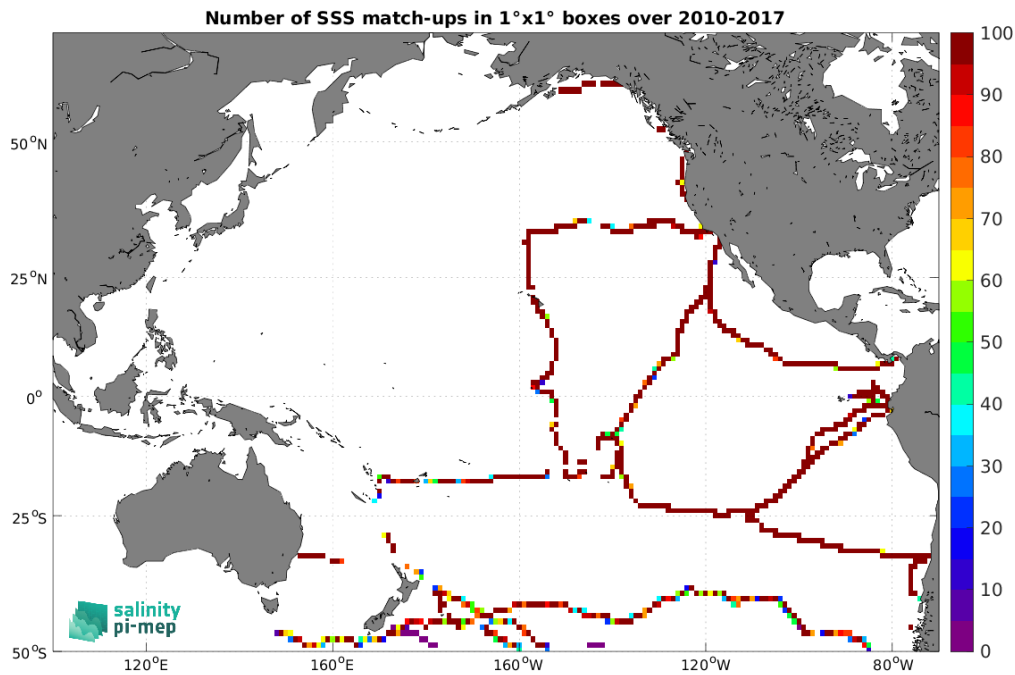 Number of SSS match-ups in 1°x1° boxes over 2010-2017
50°N
25°N
0°
25°S
50°S
120°E
160°E
160°W
120°W
80°W
100
90
80
70
60
50
40
30
20
10
0
salinity
pi-mep